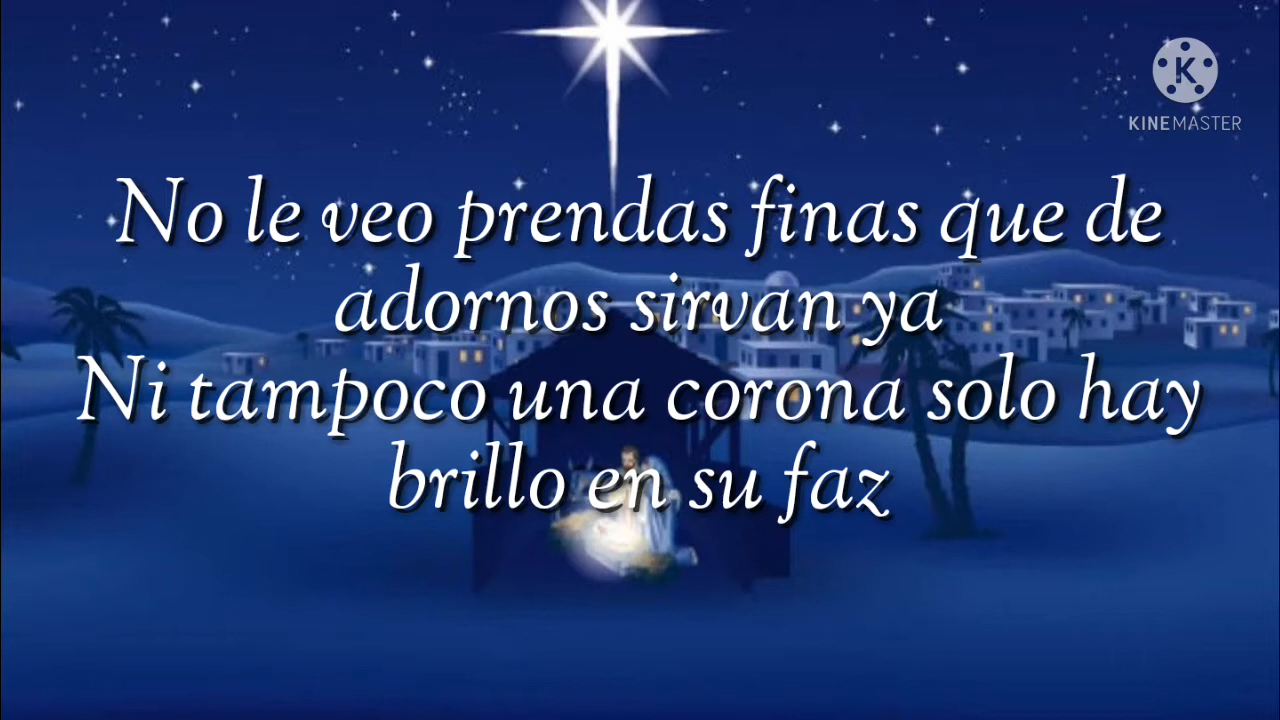 KINEMASTER
No le veo prendas finas que de
adornos sirvan ya
Ni tampoco una corona solo hay
brillo en su faz